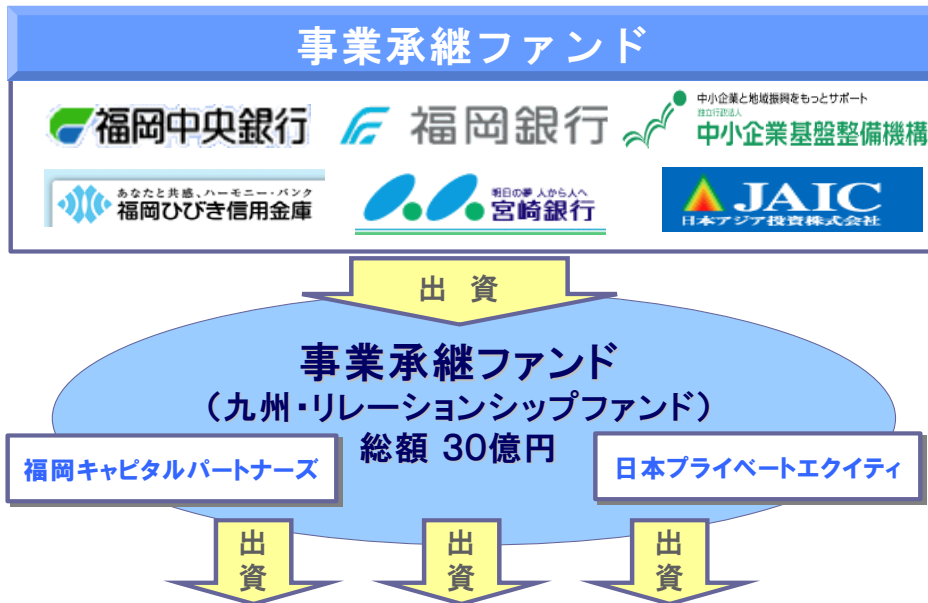 事業承継ファンド
福岡中央銀行
福岡銀行
中小企業と地域振興をもっとサポート
独立行政法人
中小企業基盤整備機構
あなたと共感、ハーモニー・バンク
福岡ひびき信用金庫
明日の夢 人から人へ
宮崎銀行
JAIC
日本アジア投資株式会社
出 資
事業承継ファンド
（九州・リレーションシップファンド）
総額 30億円
福岡キャピタルパートナーズ
日本プライベートエクイティ
出資
出資
出資